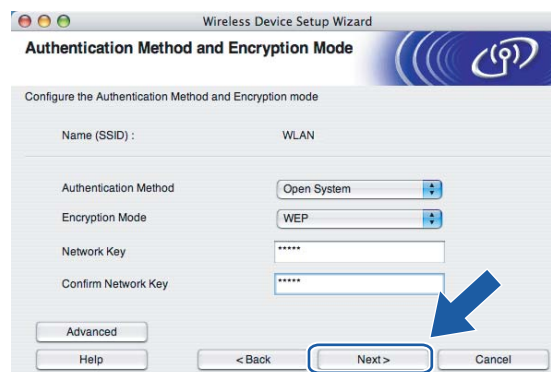 Wireless Device Setup Wizard
Authentication Method and Encryption Mode
Configure the Authentication Method and Encryption mode
Name (SSID) : WLAN
Authentication Method Open System
Encryption Mode WEP
Network Key *****
Confirm Network Key *****
Advanced
Help < Back Next > Cancel